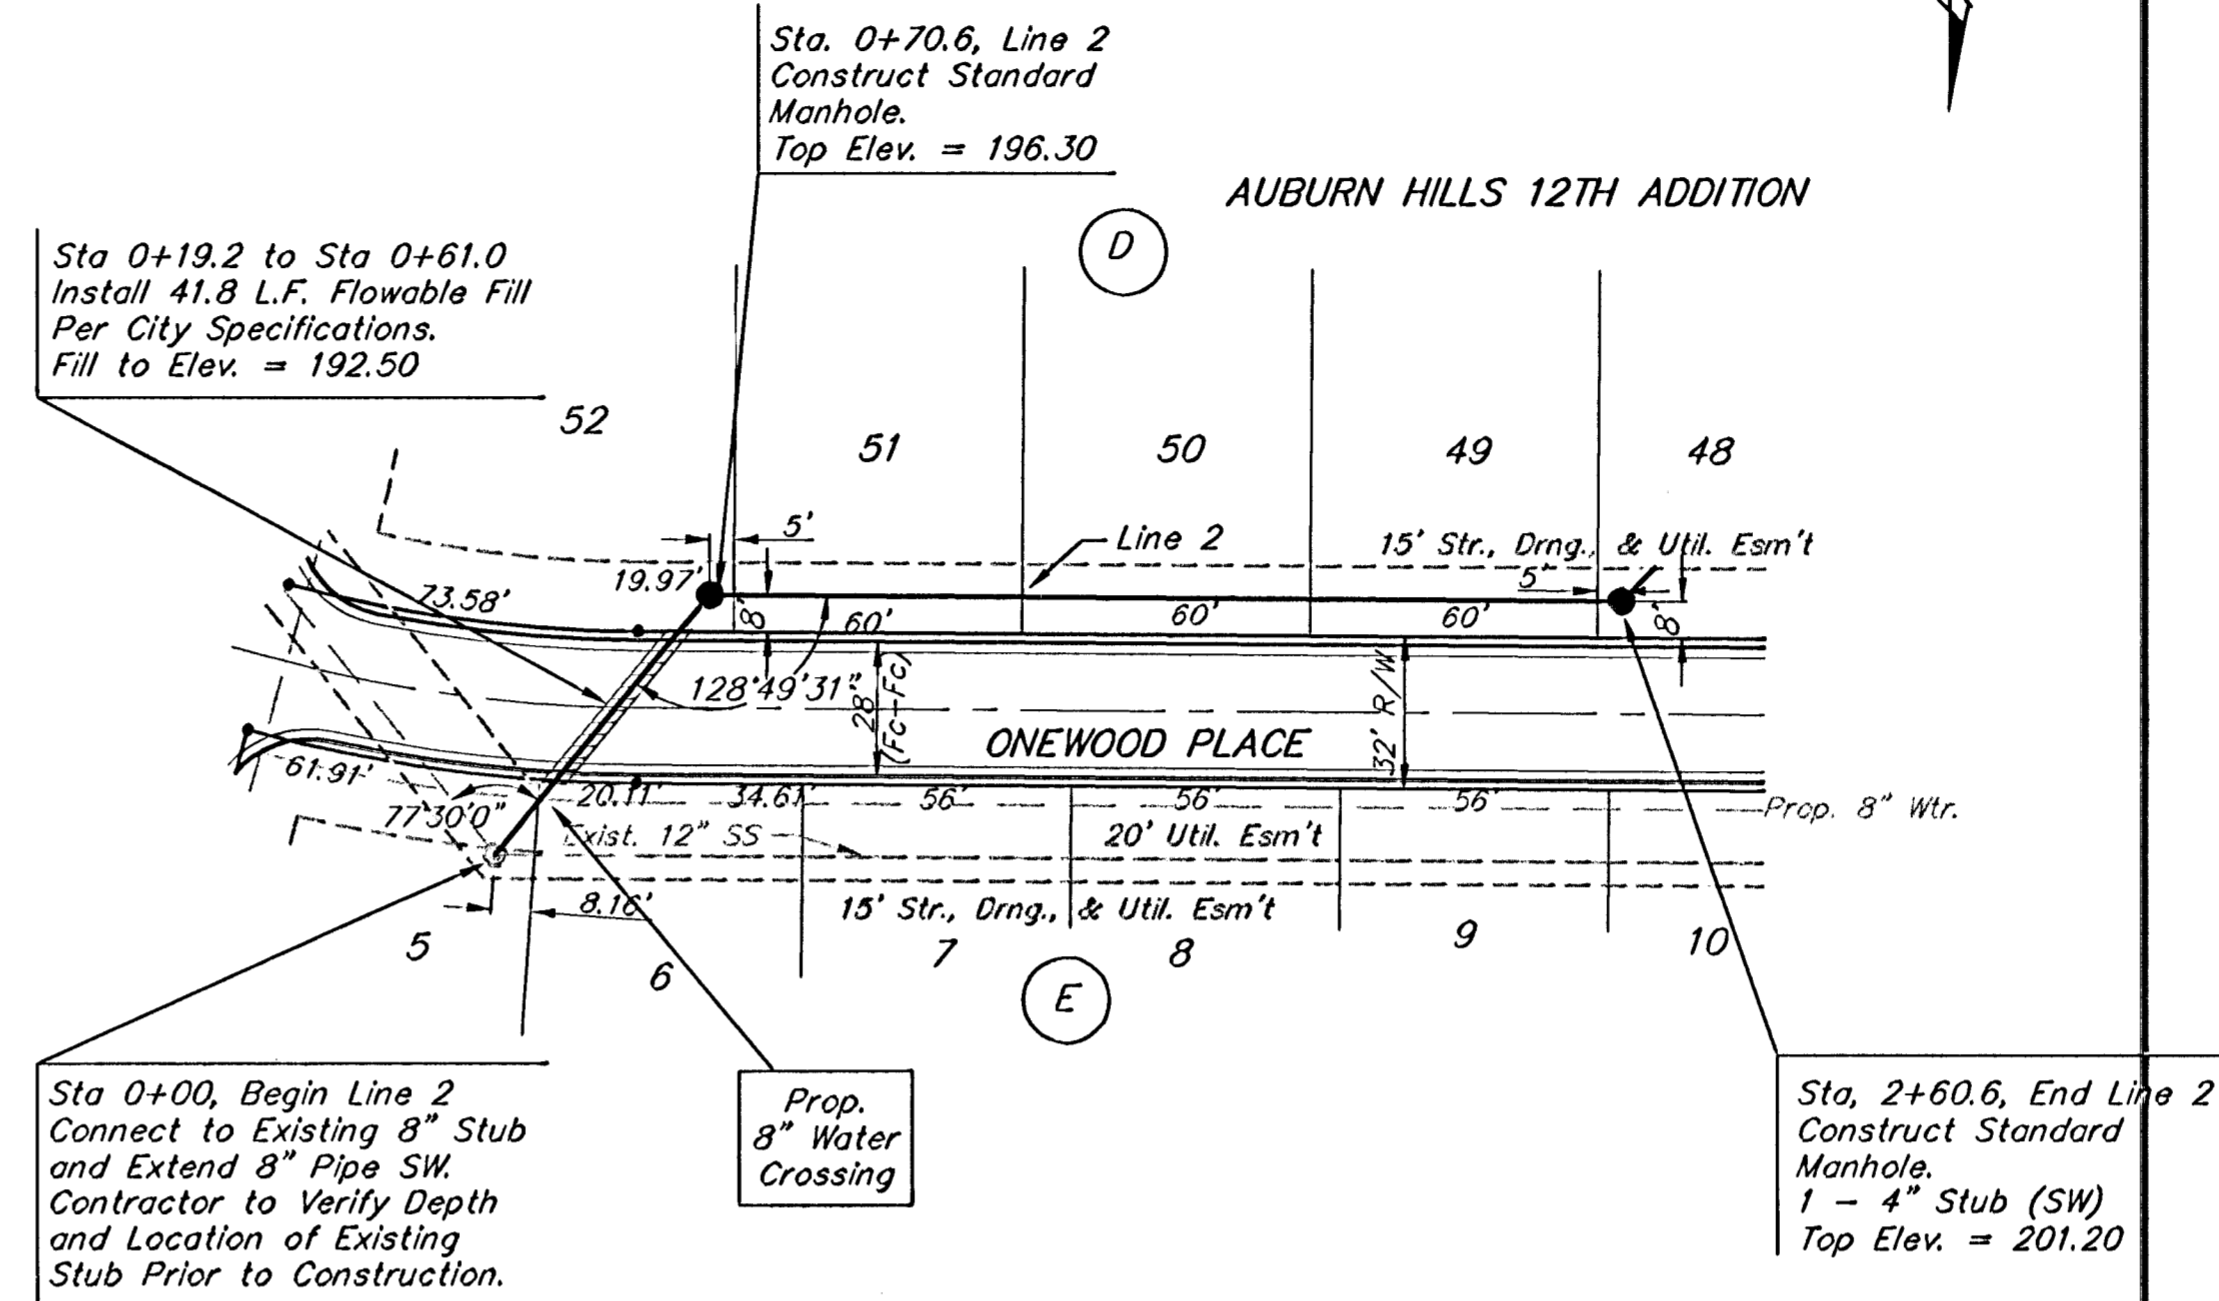 Sta. 0+70.6, Line 2
Construct Standard
Manhole.
Top Elev. = 196.30
AUBURN HILLS 12TH ADDITION
D
Sta 0+19.2 to Sta 0+61.0
Install 41.8 L.F. Flowable Fill
Per City Specifications.
Fill to Elev. = 192.50
52
51
50
49
48
5'
Line 2
15' Str., Drng., & Util. Esm't
19.97'
5'
73.58'
8'
60'
60'
60'
8'
128°49'31"
28'
(Fc-Fc)
32' R/W
ONEWOOD PLACE
61.91'
20.11'
34.61'
56'
56'
56'
Prop. 8" Wtr.
77°30'0"
Exist. 12" SS
20' Util. Esm't
8.16'
15' Str., Drng., & Util. Esm't
5
6
7
8
9
10
E
Sta 0+00, Begin Line 2
Connect to Existing 8" Stub
and Extend 8" Pipe SW.
Contractor to Verify Depth
and Location of Existing
Stub Prior to Construction.
Prop.
8" Water
Crossing
Sta, 2+60.6, End Line 2
Construct Standard
Manhole.
1 - 4" Stub (SW)
Top Elev. = 201.20